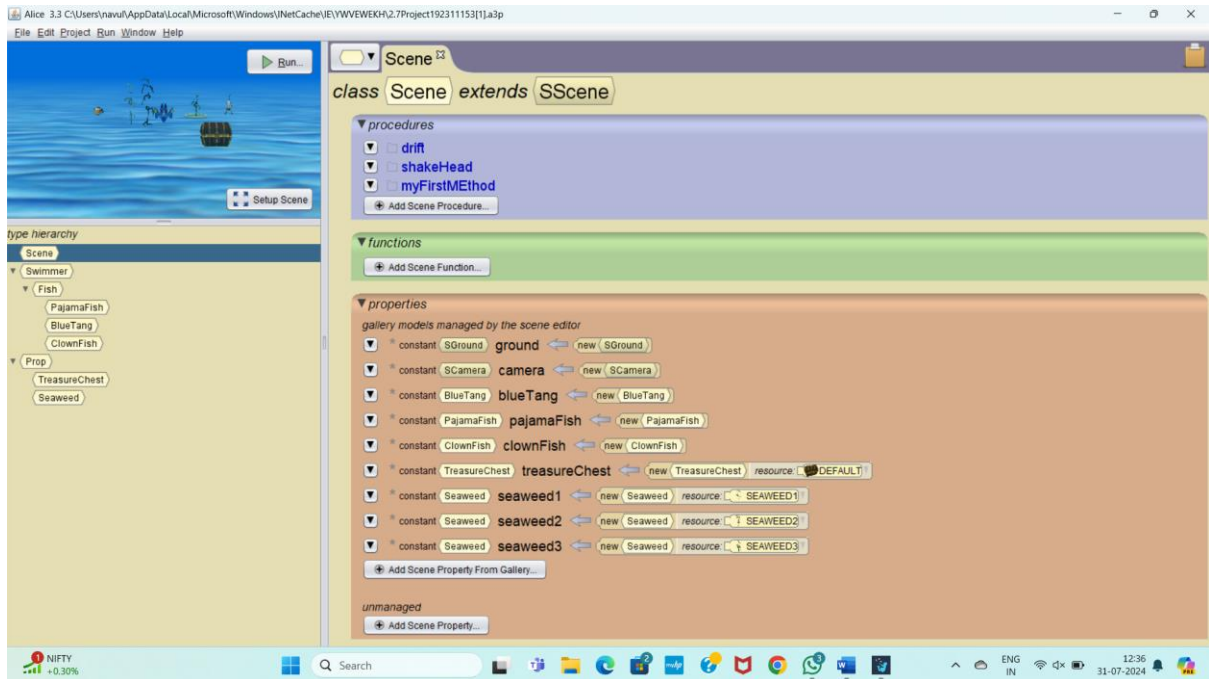 Alice 3.3 C:\Users\navul\AppData\Local\Microsoft\Windows\INetCache\IE\YWVEWEKH\2.7Project192311153[1].a3p
File Edit Project Run Window Help
Run...
Setup Scene
type hierarchy
Scene
Swimmer
Fish
PajamaFish
BlueTang
ClownFish
Prop
TreasureChest
Seaweed
Scene
class Scene extends SScene
procedures
drift
shakeHead
myFirstMEthod
Add Scene Procedure...
functions
Add Scene Function...
properties
gallery models managed by the scene editor
constant SGround ground new SGround
constant SCamera camera new SCamera
constant BlueTang blueTang new BlueTang
constant PajamaFish pajamaFish new PajamaFish
constant ClownFish clownFish new ClownFish
constant TreasureChest treasureChest new TreasureChest resource: DEFAULT
constant Seaweed seaweed1 new Seaweed resource: SEAWEED1
constant Seaweed seaweed2 new Seaweed resource: SEAWEED2
constant Seaweed seaweed3 new Seaweed resource: SEAWEED3
Add Scene Property From Gallery...
unmanaged
Add Scene Property...
1
NIFTY
+0.30%
Search
3
ENG
IN
12:36
31-07-2024